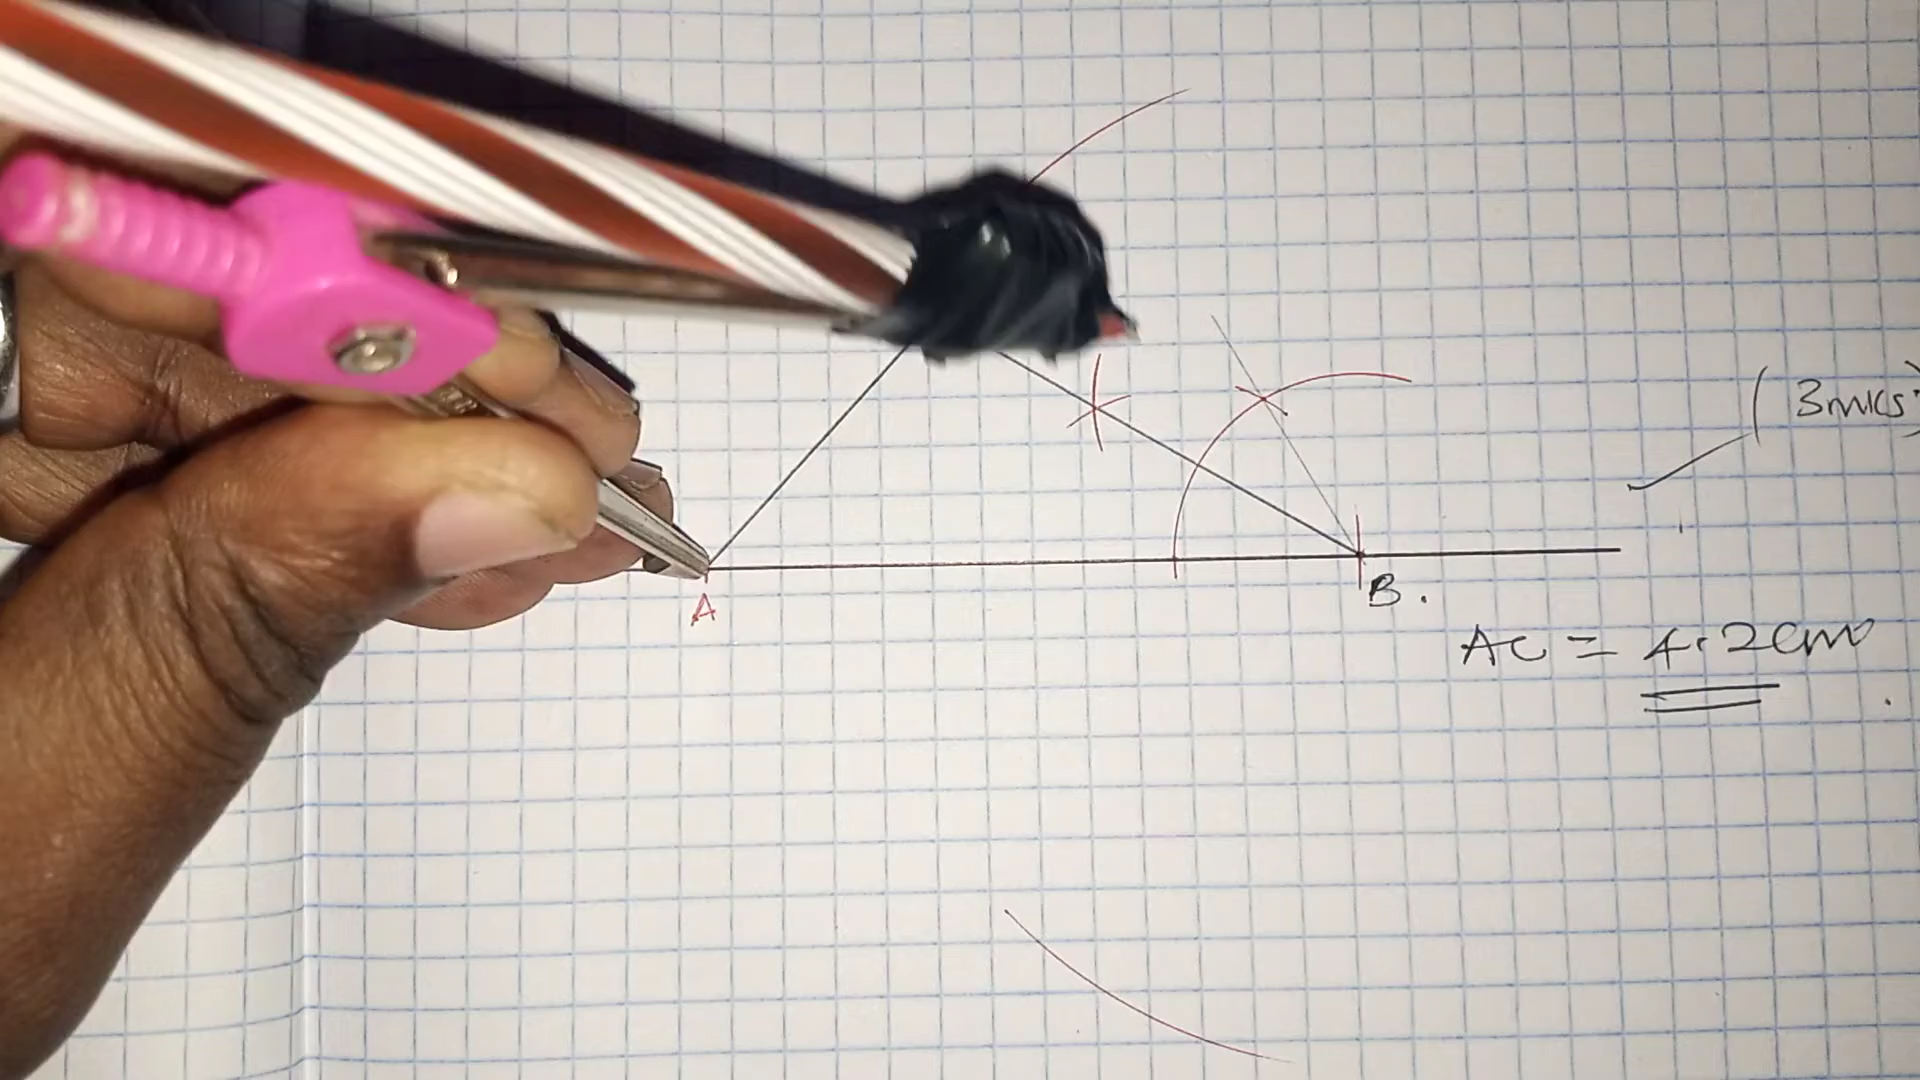 (3mks)
A
B.
AC = 4.2cm